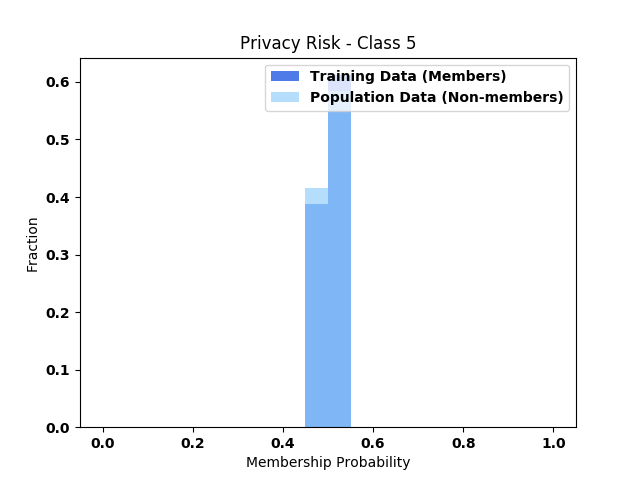 Privacy Risk - Class 5
Training Data (Members)
Population Data (Non-members)
0.6
0.5
0.4
0.3
0.2
0.1
0.0
Fraction
0.0 0.2 0.4 0.6 0.8 1.0
Membership Probability